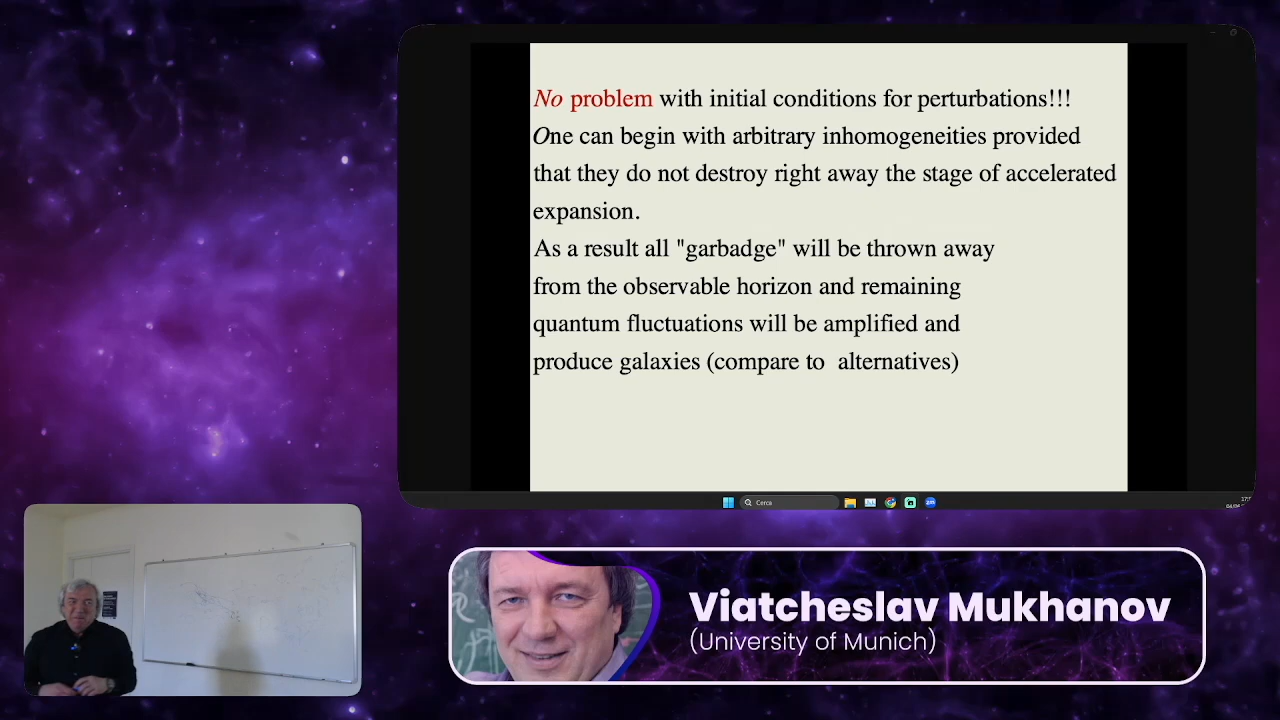 No problem with initial conditions for perturbations!!!
One can begin with arbitrary inhomogeneities provided
that they do not destroy right away the stage of accelerated
expansion.
As a result all "garbadge" will be thrown away
from the observable horizon and remaining
quantum fluctuations will be amplified and
produce galaxies (compare to alternatives)
Cerca
Viatcheslav Mukhanov
(University of Munich)